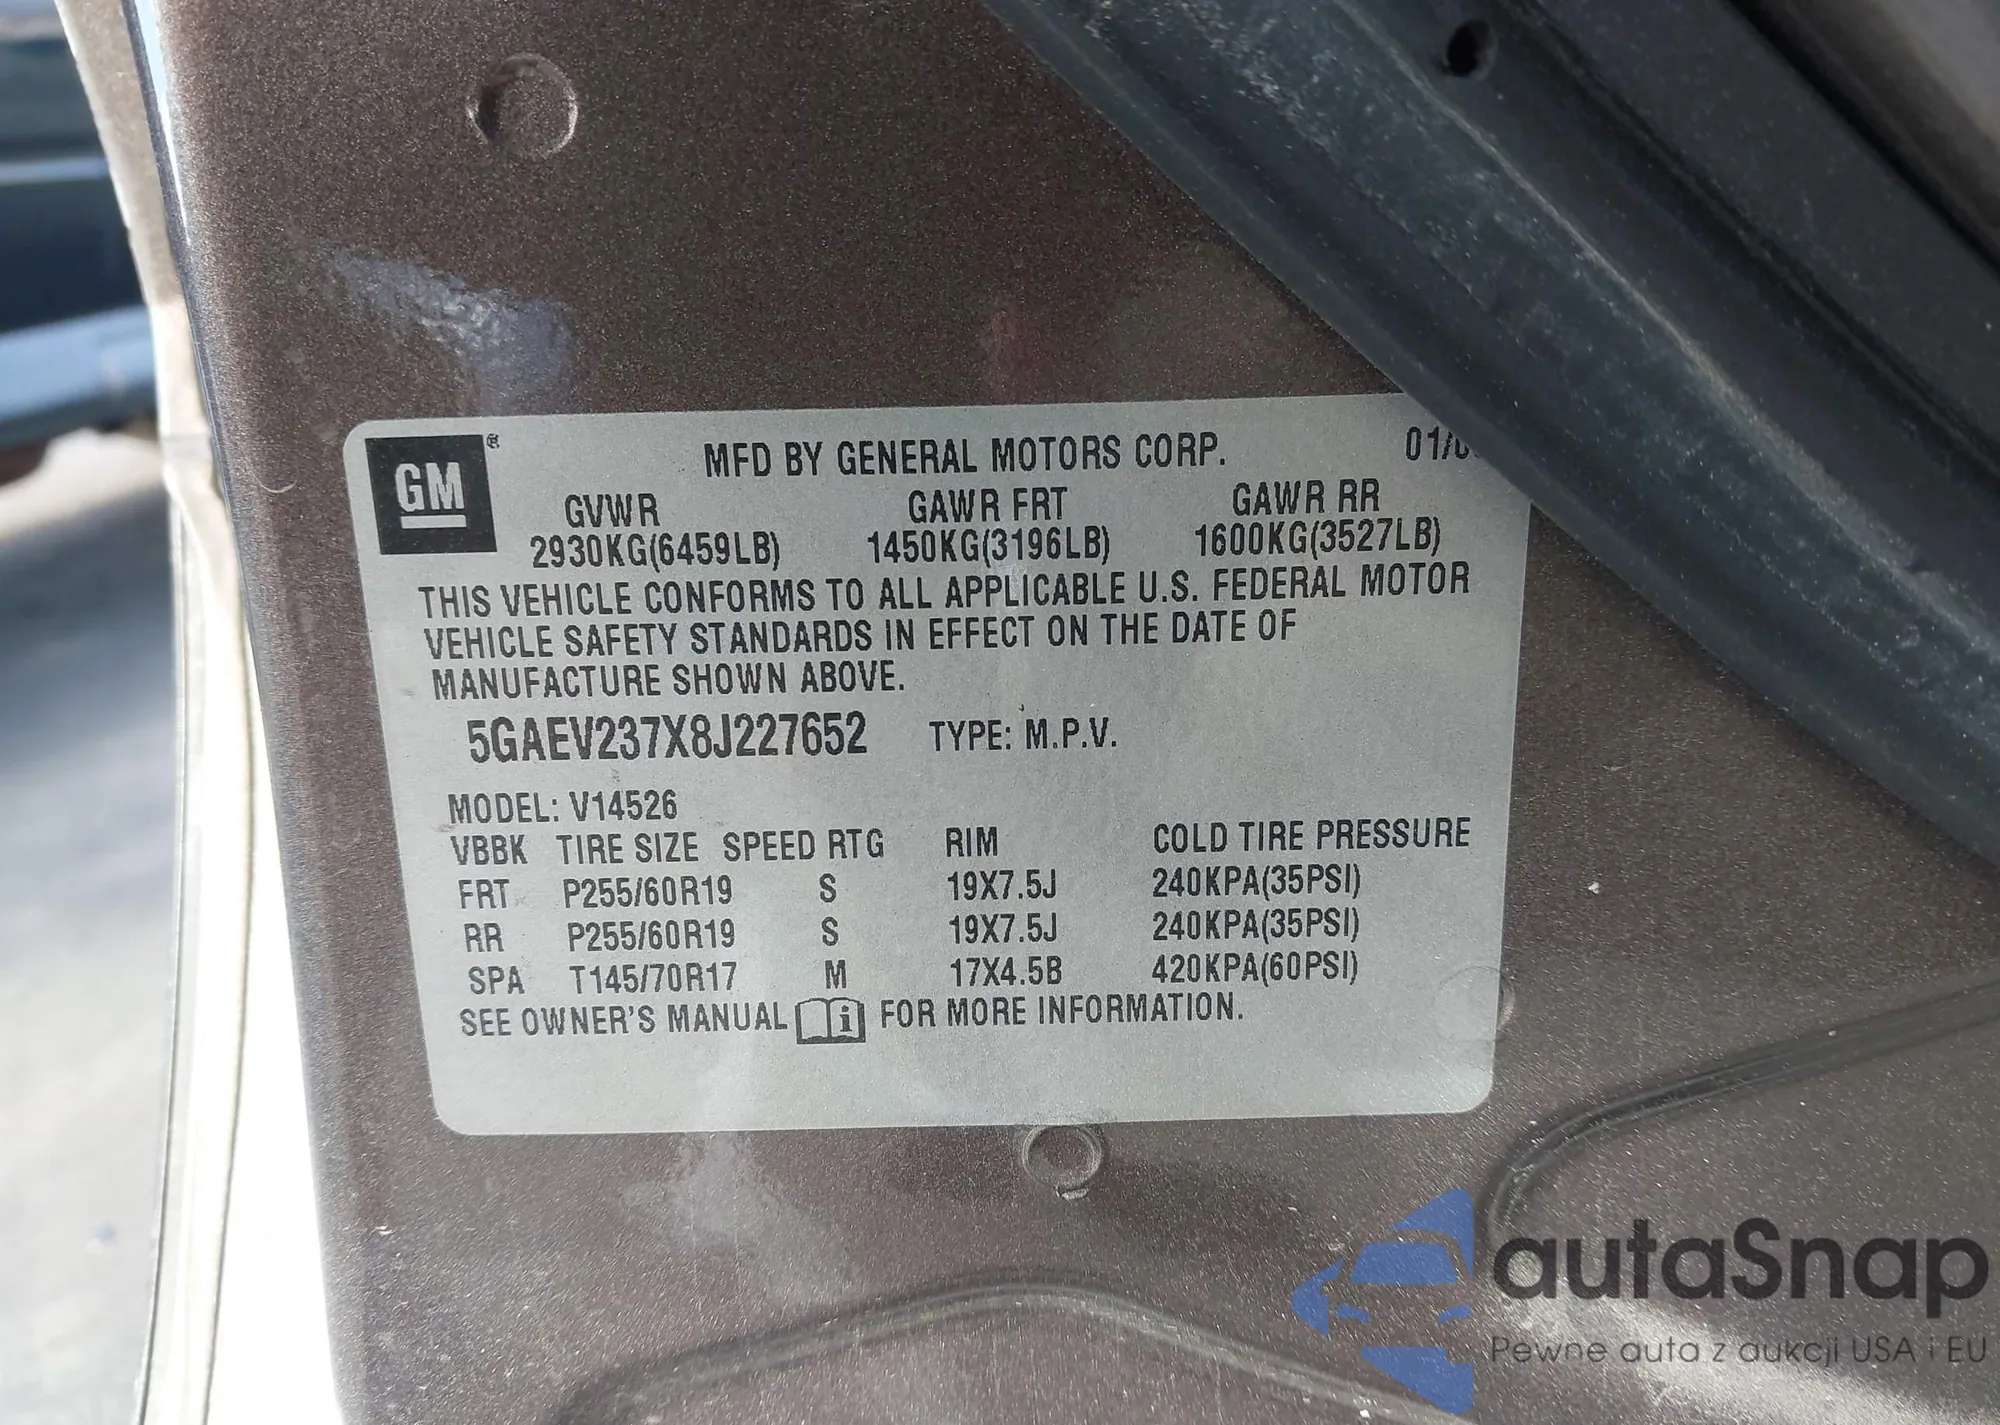 GM ®
MFD BY GENERAL MOTORS CORP. 01/0
GVWR GAWR FRT GAWR RR
2930KG(6459LB) 1450KG(3196LB) 1600KG(3527LB)
THIS VEHICLE CONFORMS TO ALL APPLICABLE U.S. FEDERAL MOTOR
VEHICLE SAFETY STANDARDS IN EFFECT ON THE DATE OF
MANUFACTURE SHOWN ABOVE.
5GAEV237X8J227652 TYPE: M.P.V.
MODEL: V14526
VBBK TIRE SIZE SPEED RTG RIM COLD TIRE PRESSURE
FRT P255/60R19 S 19X7.5J 240KPA(35PSI)
RR P255/60R19 S 19X7.5J 240KPA(35PSI)
SPA T145/70R17 M 17X4.5B 420KPA(60PSI)
SEE OWNER'S MANUAL i FOR MORE INFORMATION.
autaSnap
Pewne auta z aukcji USA i EU